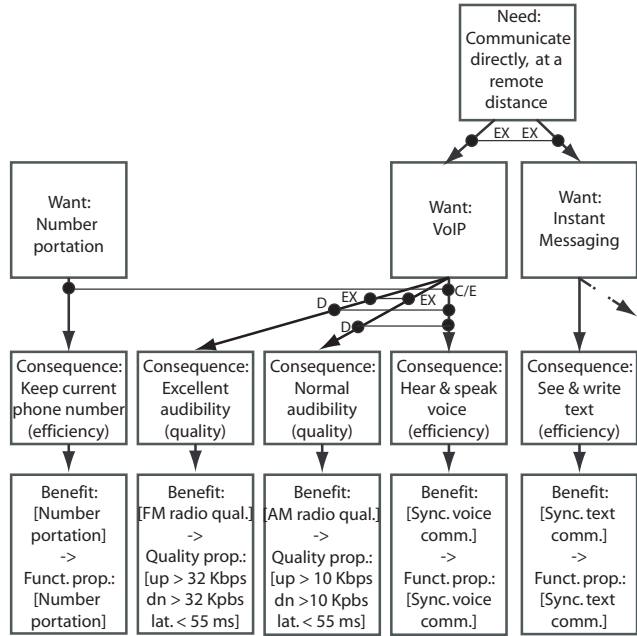 Need:
Communicate
directly, at a
remote
distance
EX EX
Want:
Number
portation
Want:
VoIP
Want:
Instant
Messaging
C/E
EX
D
EX
D
Consequence:
Keep current
phone number
(efficiency)
Consequence:
Excellent
audibility
(quality)
Consequence:
Normal
audibility
(quality)
Consequence:
Hear & speak
voice
(efficiency)
Consequence:
See & write
text
(efficiency)
Benefit:
[Number
portation]
->
Funct. prop.:
[Number
portation]
Benefit:
[FM radio qual.]
->
Quality prop.:
[up > 32 Kbps
dn > 32 Kpbs
lat. < 55 ms]
Benefit:
[AM radio qual.]
->
Quality prop.:
[up > 10 Kbps
dn >10 Kpbs
lat. < 55 ms]
Benefit:
[Sync. voice
comm.]
->
Funct. prop.:
[Sync. voice
comm.]
Benefit:
[Sync. text
comm.]
->
Funct. prop.:
[Sync. text
comm.]